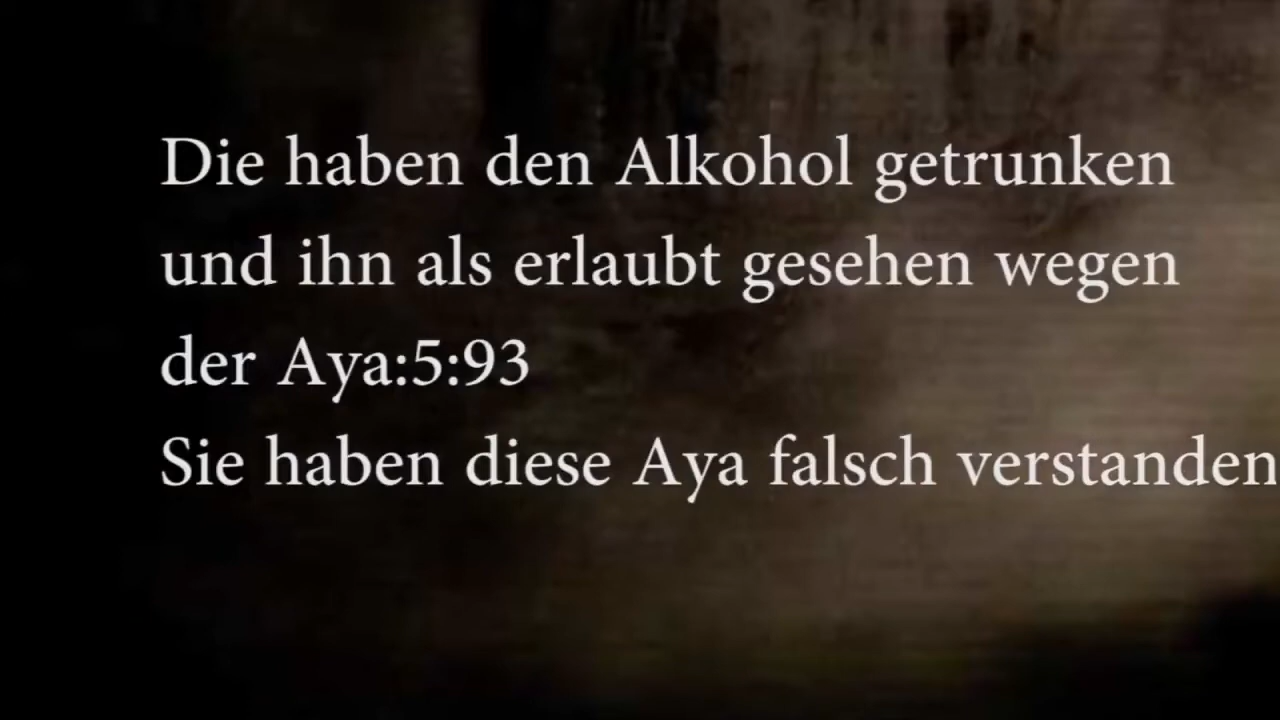 Die haben den Alkohol getrunken
und ihn als erlaubt gesehen wegen
der Aya:5:93
Sie haben diese Aya falsch verstanden